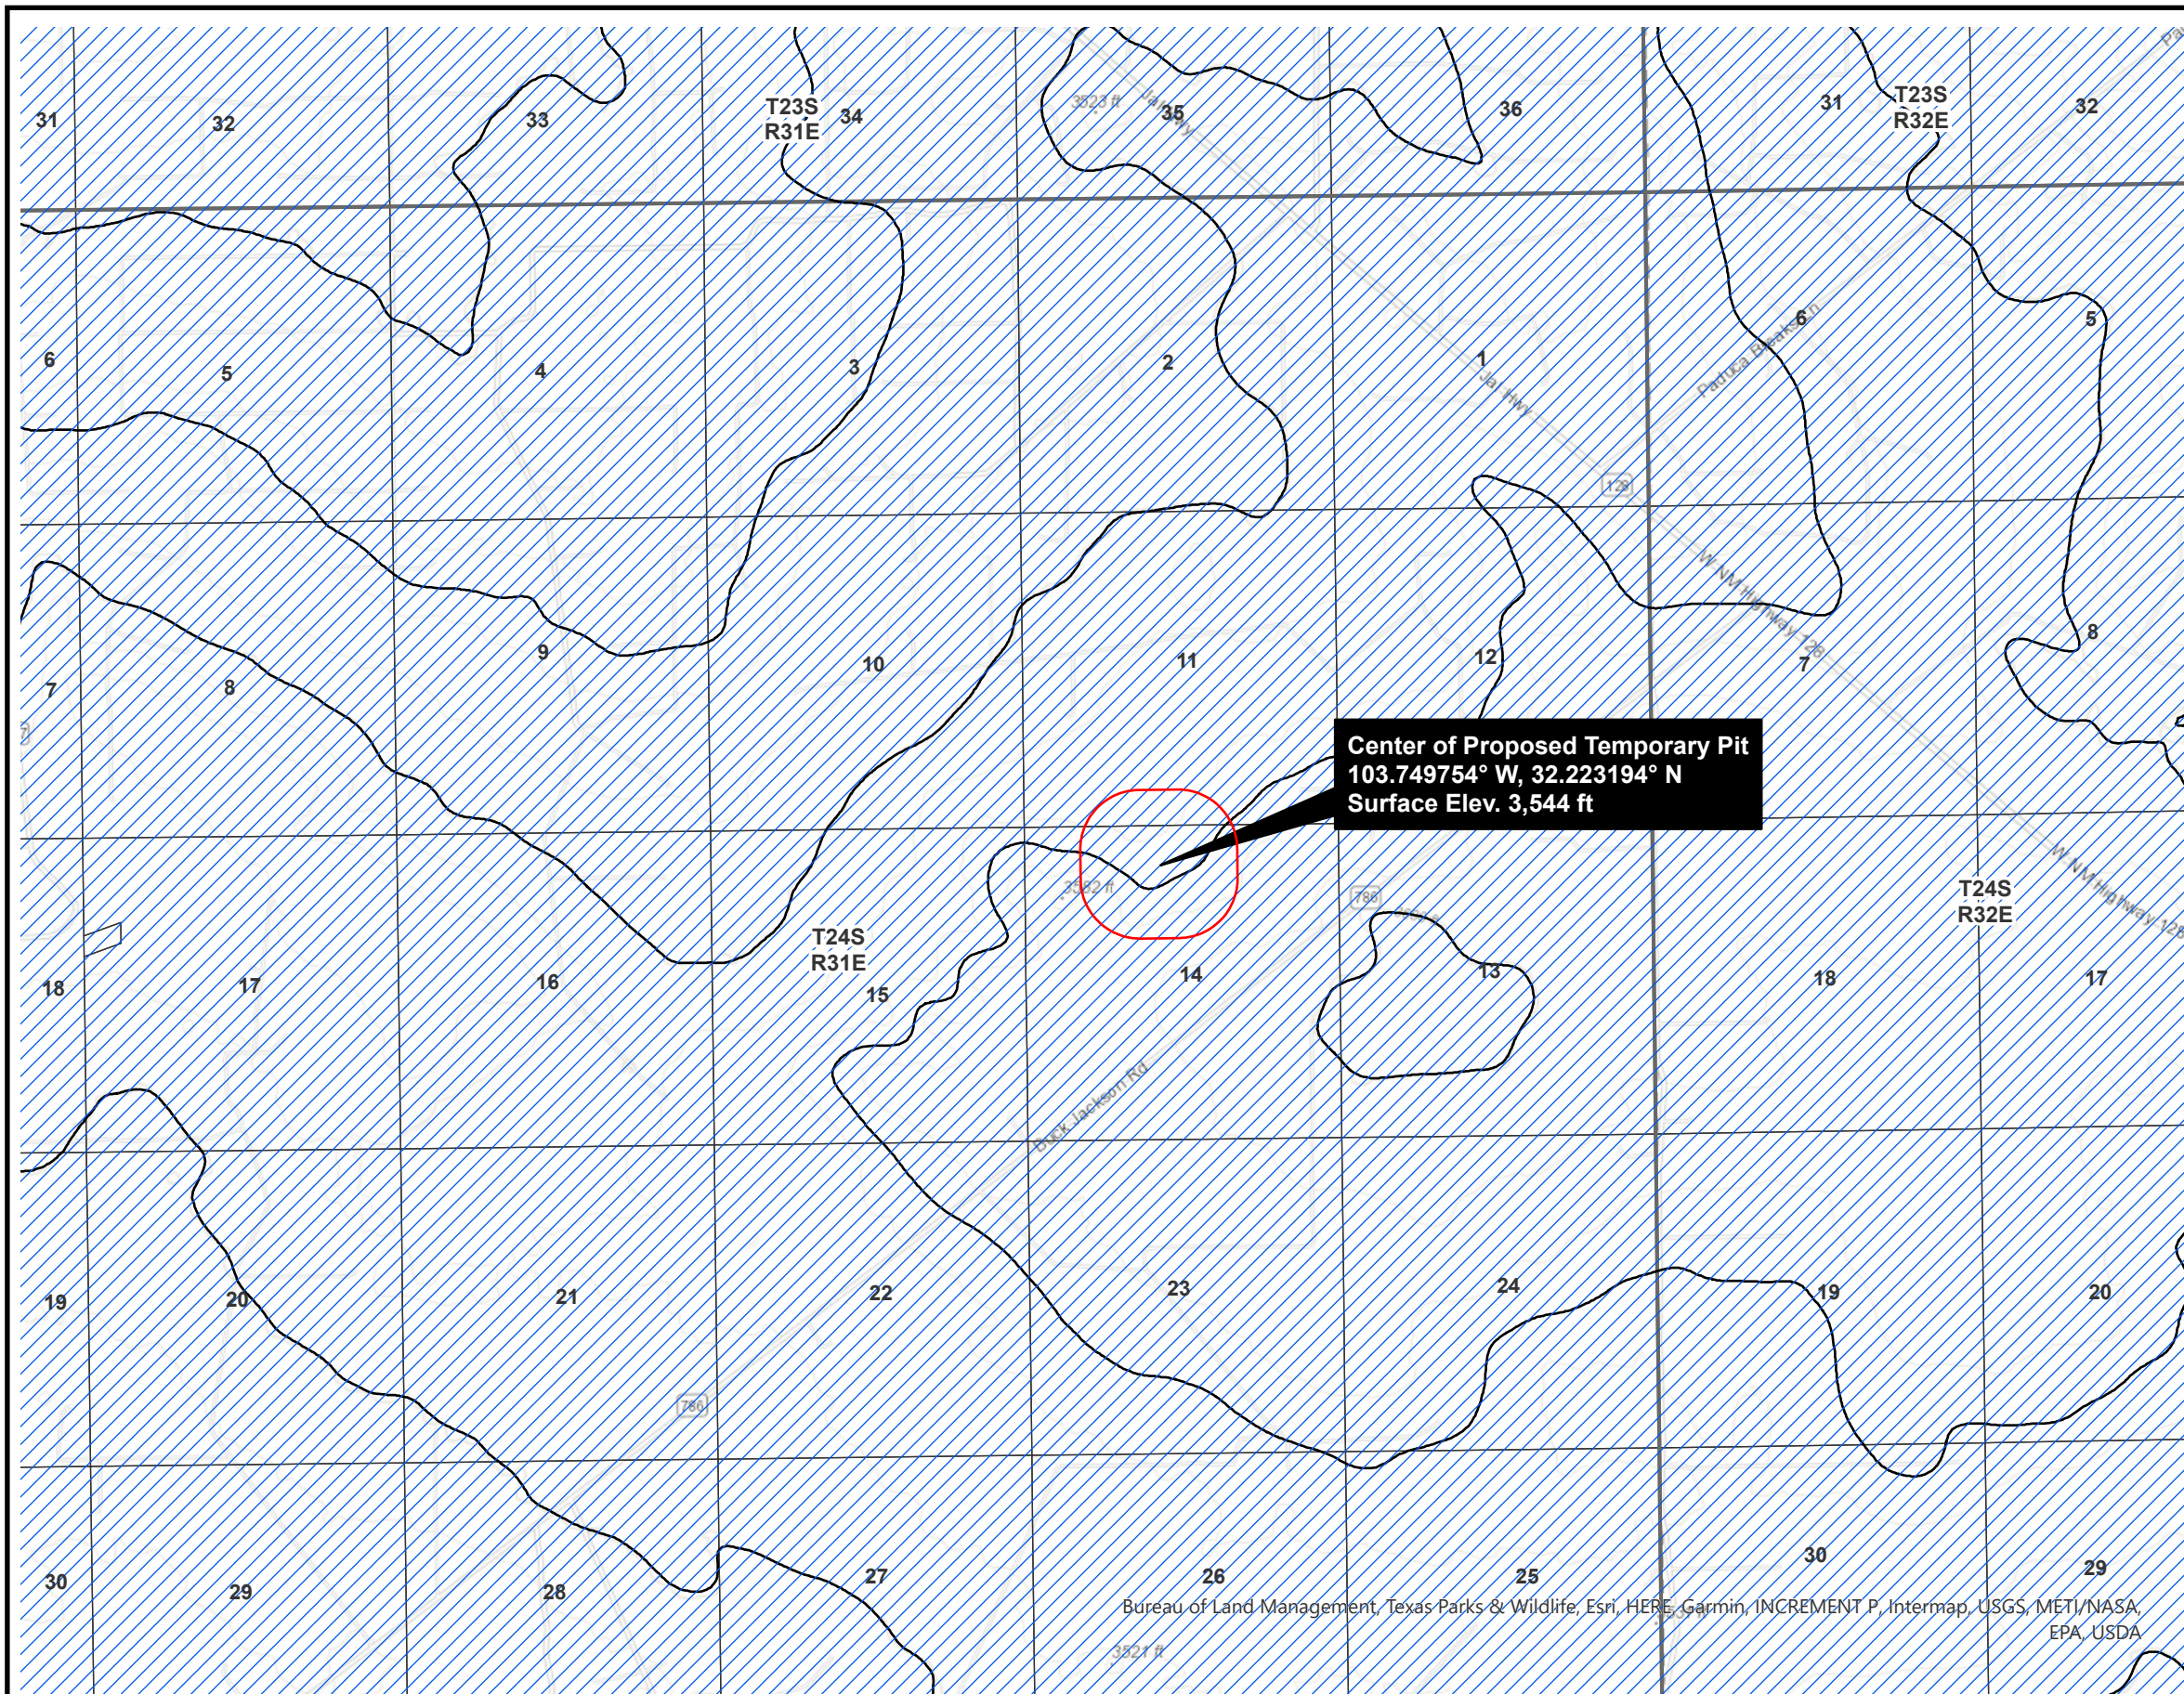 31
32
33
T23S
R31E
34
3523 ft
35
Jal Hwy
36
31
T23S
R32E
32
6
5
4
3
2
1
Jal Hwy
Paduca Breaks Ln
6
5
128
7
8
9
10
11
12
W NM Highway 128
7
8
Center of Proposed Temporary Pit
103.749754° W, 32.223194° N
Surface Elev. 3,544 ft
3582 ft
786
W NM Highway 128
T24S
R32E
T24S
R31E
18
17
16
15
14
13
18
17
Buck Jackson Rd
19
20
21
22
23
24
19
20
786
30
29
28
27
26
25
30
29
Bureau of Land Management, Texas Parks & Wildlife, Esri, HERE, Garmin, INCREMENT P, Intermap, USGS, METI/NASA,
EPA, USDA
3521 ft